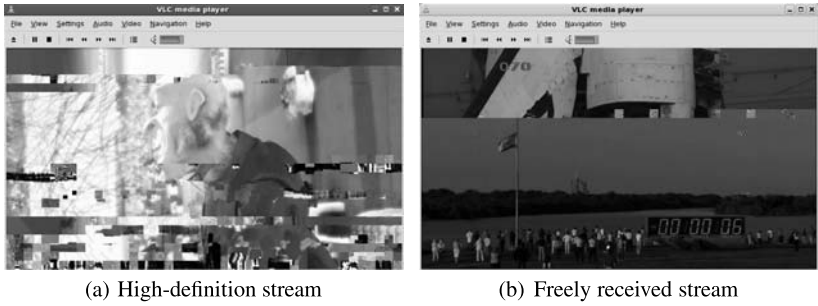 VLC media player
File View Settings Audio Video Navigation Help
070
00 00 06
(a) High-definition stream
VLC media player
File View Settings Audio Video Navigation Help
(b) Freely received stream